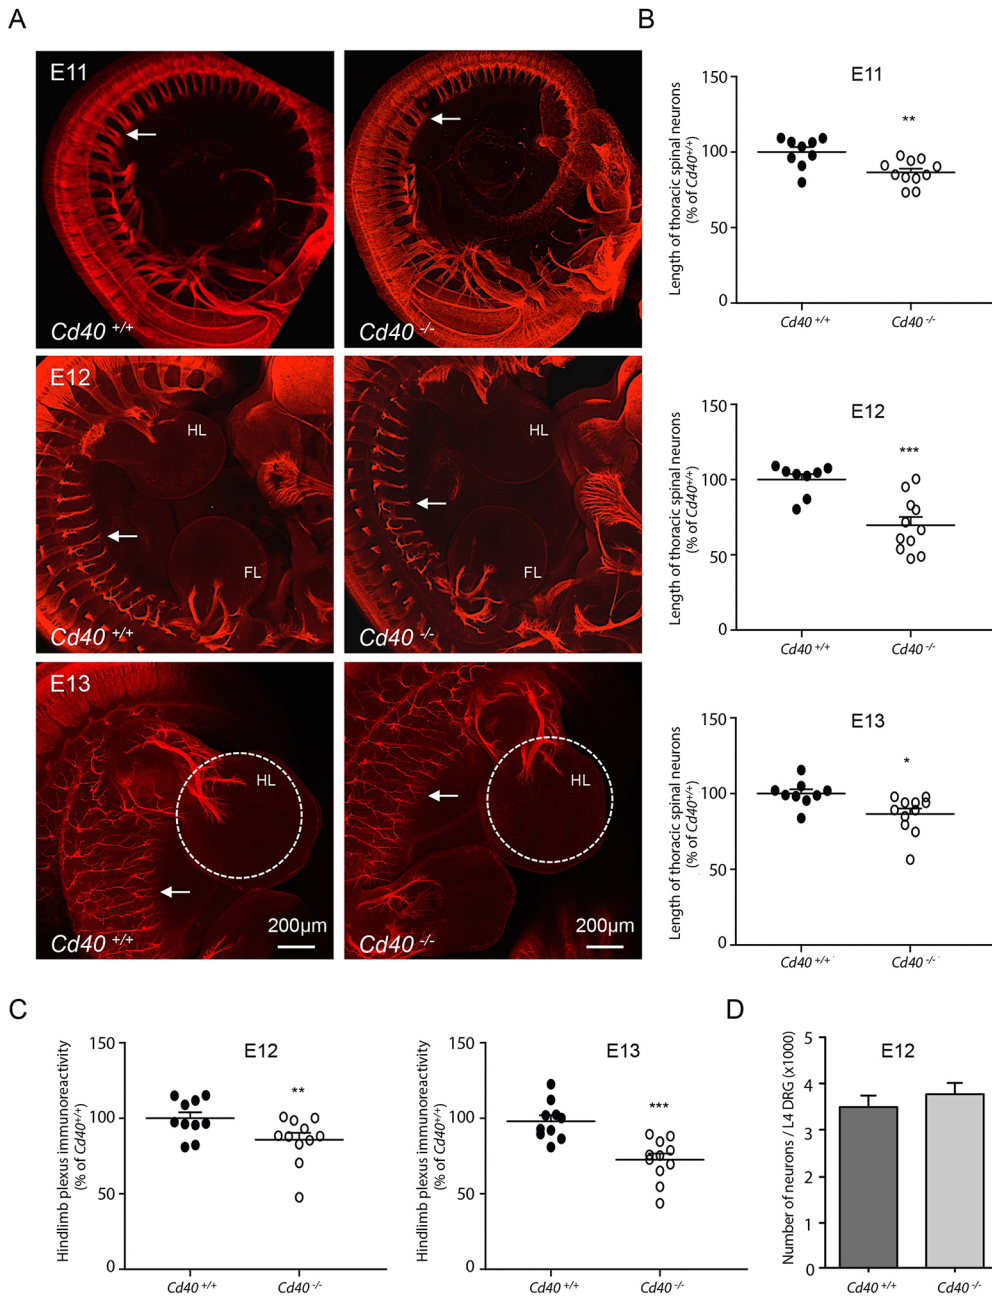 A
E11
Cd40 +/+
Cd40 -/-
E12
HL
FL
Cd40 +/+
HL
FL
Cd40 -/-
E13
HL
200µm
Cd40 +/+
HL
200µm
Cd40 -/-
B
E11
Length of thoracic spinal neurons
(% of Cd40+/+)
150
**
100
50
0
Cd40 +/+
Cd40 -/-
E12
Length of thoracic spinal neurons
(% of Cd40+/+)
150
***
100
50
0
Cd40 +/+
Cd40 -/-
E13
Length of thoracic spinal neurons
(% of Cd40+/+)
150
*
100
50
0
Cd40 +/+
Cd40 -/-
C
E12
Hindlimb plexus immunoreactivity
(% of Cd40+/+)
150
**
100
50
0
Cd40 +/+
Cd40 -/-
E13
Hindlimb plexus immunoreactivity
(% of Cd40+/+)
150
***
100
50
0
Cd40 +/+
Cd40 -/-
D
E12
Number of neurons / L4 DRG (x1000)
5
4
3
2
1
0
Cd40 +/+
Cd40 -/-